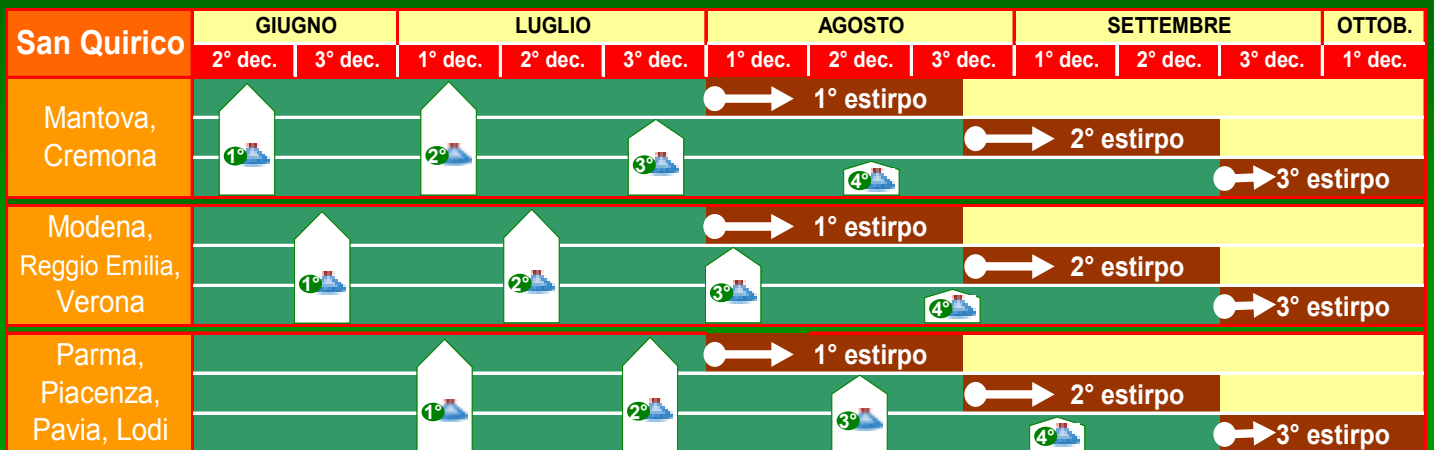 San Quirico GIUGNO LUGLIO AGOSTO SETTEMBRE OTTOB.
2° dec. 3° dec. 1° dec. 2° dec. 3° dec. 1° dec. 2° dec. 3° dec. 1° dec. 2° dec. 3° dec. 1° dec.
Mantova,
Cremona
1° estirpo
2° estirpo
1° 2° 3° 4°
3° estirpo
Modena,
Reggio Emilia,
Verona
1° estirpo
2° estirpo
1° 2° 3° 4°
3° estirpo
Parma,
Piacenza,
Pavia, Lodi
1° estirpo
2° estirpo
1° 2° 3° 4°
3° estirpo